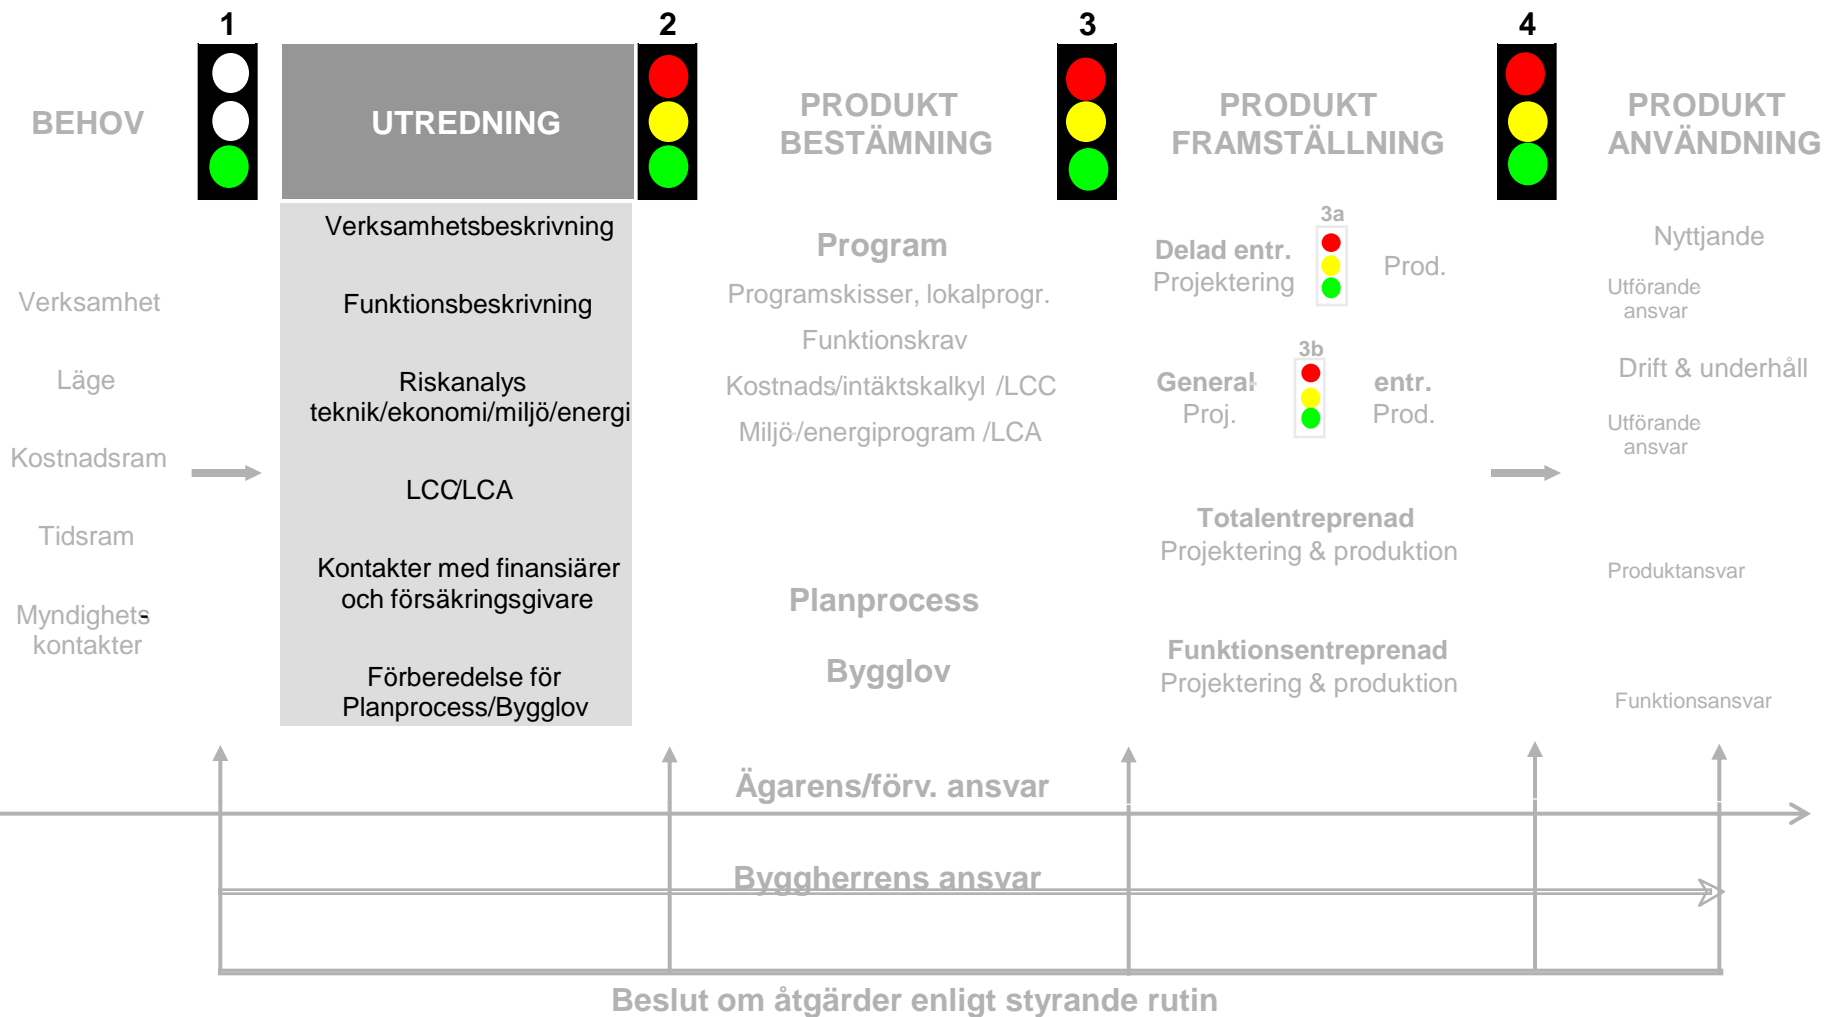 1
2
3
4
BEHOV
UTREDNING
PRODUKT
BESTÄMNING
PRODUKT
FRAMSTÄLLNING
PRODUKT
ANVÄNDNING
Verksamhet
Läge
Kostnadsram
Tidsram
Myndighets-
kontakter
Verksamhetsbeskrivning
Funktionsbeskrivning
Riskanalys
teknik/ekonomi/miljö/energi
LCC/LCA
Kontakter med finansiärer
och försäkringsgivare
Förberedelse för
Planprocess/Bygglov
Program
Programskisser, lokalprogr.
Funktionskrav
Kostnads/intäktskalkyl /LCC
Miljö-/energiprogram /LCA
Planprocess
Bygglov
3a
Delad entr.
Projektering
Prod.
3b
General-
entr.
Proj.
Prod.
Totalentreprenad
Projektering & produktion
Funktionsentreprenad
Projektering & produktion
Nyttjande
Utförande
ansvar
Drift & underhåll
Utförande
ansvar
Produktansvar
Funktionsansvar
Ägarens/förv. ansvar
Byggherrens ansvar
Beslut om åtgärder enligt styrande rutin